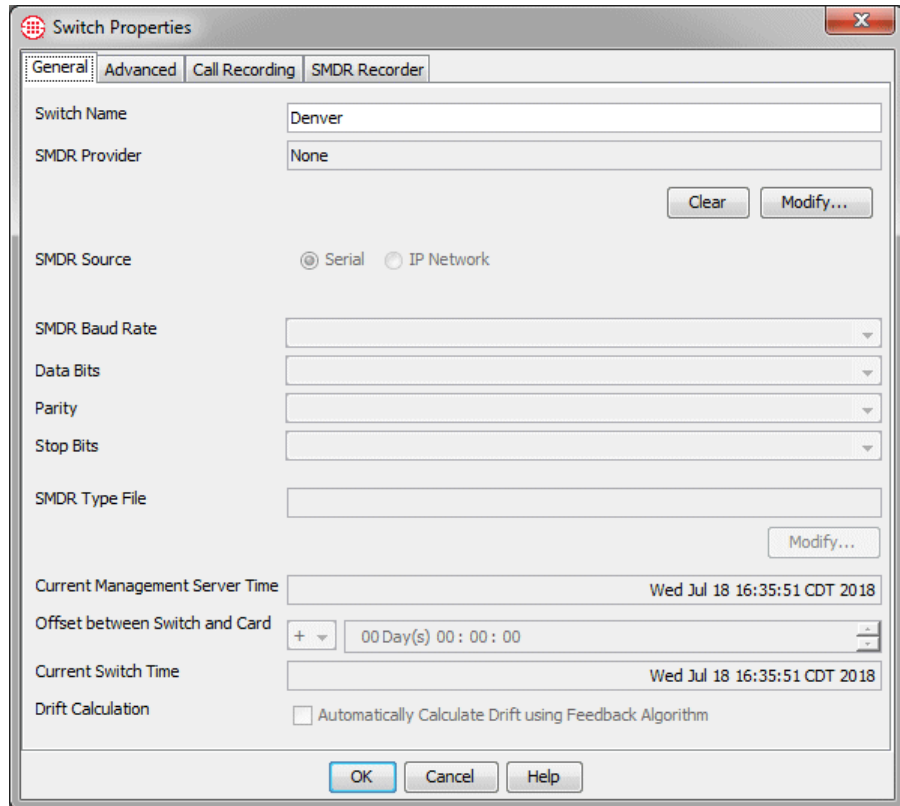 Switch Properties
General Advanced Call Recording SMDR Recorder
Switch Name Denver
SMDR Provider None
Clear Modify...
SMDR Source Serial IP Network
SMDR Baud Rate
Data Bits
Parity
Stop Bits
SMDR Type File
Modify...
Current Management Server Time Wed Jul 18 16:35:51 CDT 2018
Offset between Switch and Card + 00 Day(s) 00 : 00 : 00
Current Switch Time Wed Jul 18 16:35:51 CDT 2018
Drift Calculation Automatically Calculate Drift using Feedback Algorithm
OK Cancel Help